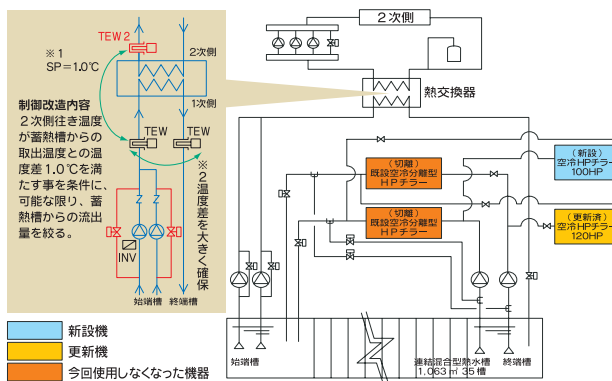 TEW2
※1
SP=1.0℃
2次側
1次側
制御改造内容
2次側往き温度
が蓄熱槽からの
取出温度との温
度差1.0℃を満
たす事を条件に、
可能な限り、蓄
熱槽からの流出
量を絞る。
TEW
TEW
※2温度差を大きく確保
INV
始端槽
終端槽
2次側
熱交換器
(切離)
既設空冷分離型
HPチラー
(切離)
既設空冷分離型
HPチラー
(新設)
空冷HPチラー
100HP
(更新済)
空冷HPチラー
120HP
始端槽
連結混合型熱水槽
1,063㎥ 35槽
終端槽
新設機
更新機
今回使用しなくなった機器